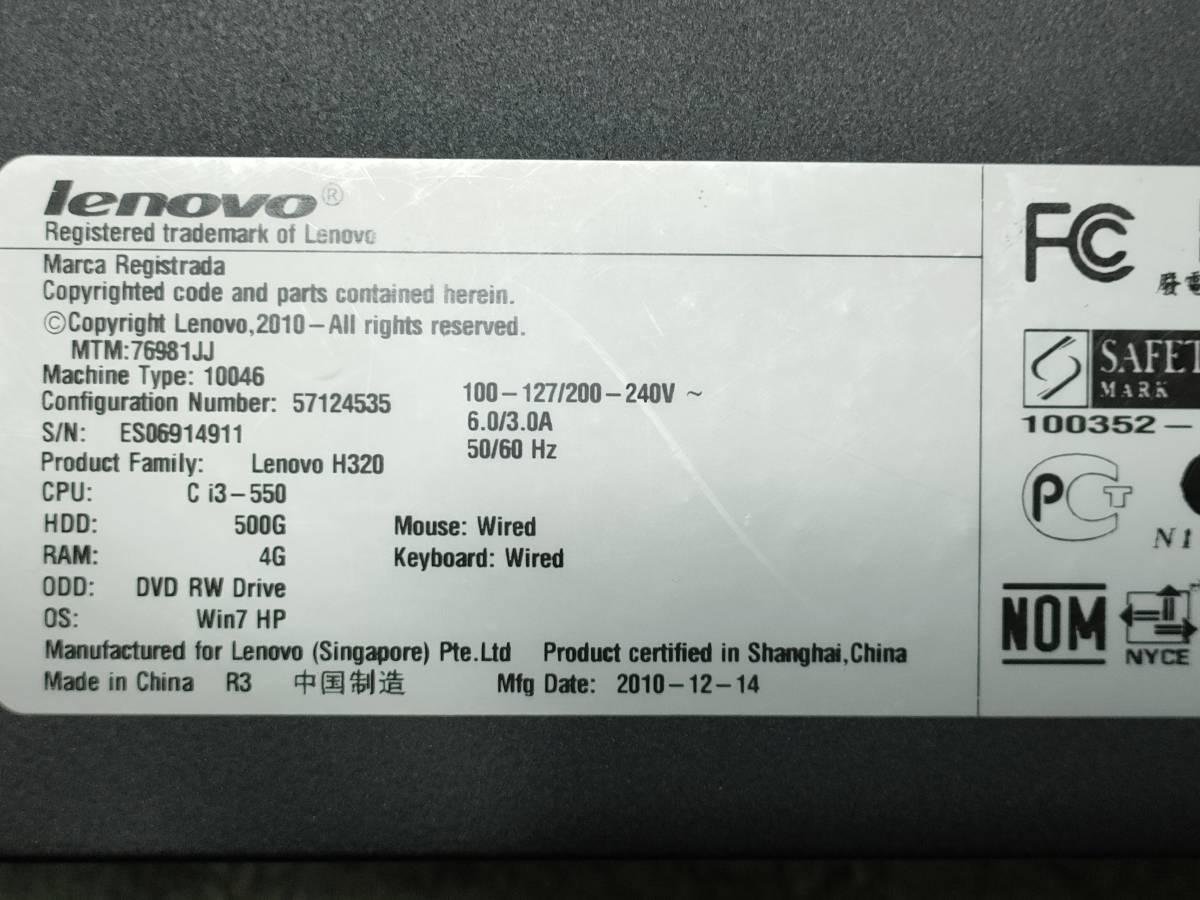 lenovo®
Registered trademark of Lenovo
Marca Registrada
Copyrighted code and parts contained herein.
©Copyright Lenovo,2010–All rights reserved.
MTM:76981JJ
Machine Type: 10046
Configuration Number: 57124535
S/N: ES06914911
Product Family: Lenovo H320
100–127/200–240V ~
6.0/3.0A
50/60 Hz
CPU: C i3–550
HDD: 500G
RAM: 4G
ODD: DVD RW Drive
OS: Win7 HP
Mouse: Wired
Keyboard: Wired
Manufactured for Lenovo (Singapore) Pte.Ltd Product certified in Shanghai,China
Made in China R3 中国制造 Mfg Date: 2010–12–14
FC
發電
SAFET
MARK
100352–
PCT
N1
NOM
NYCE